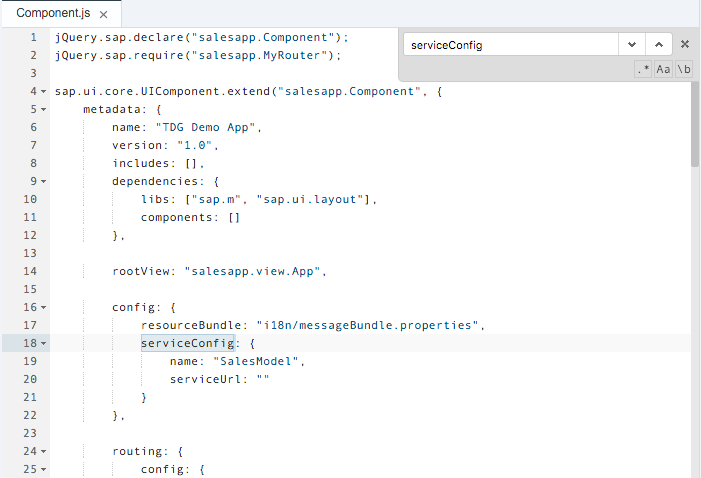 Component.js ×
serviceConfig
.* Aa \b
1 jQuery.sap.declare("salesapp.Component");
2 jQuery.sap.require("salesapp.MyRouter");
3
4 sap.ui.core.UIComponent.extend("salesapp.Component", {
5     metadata: {
6         name: "TDG Demo App",
7         version: "1.0",
8         includes: [],
9         dependencies: {
10             libs: ["sap.m", "sap.ui.layout"],
11             components: []
12         },
13
14         rootView: "salesapp.view.App",
15
16         config: {
17             resourceBundle: "i18n/messageBundle.properties",
18             serviceConfig: {
19                 name: "SalesModel",
20                 serviceUrl: ""
21             }
22         },
23
24         routing: {
25             config: {